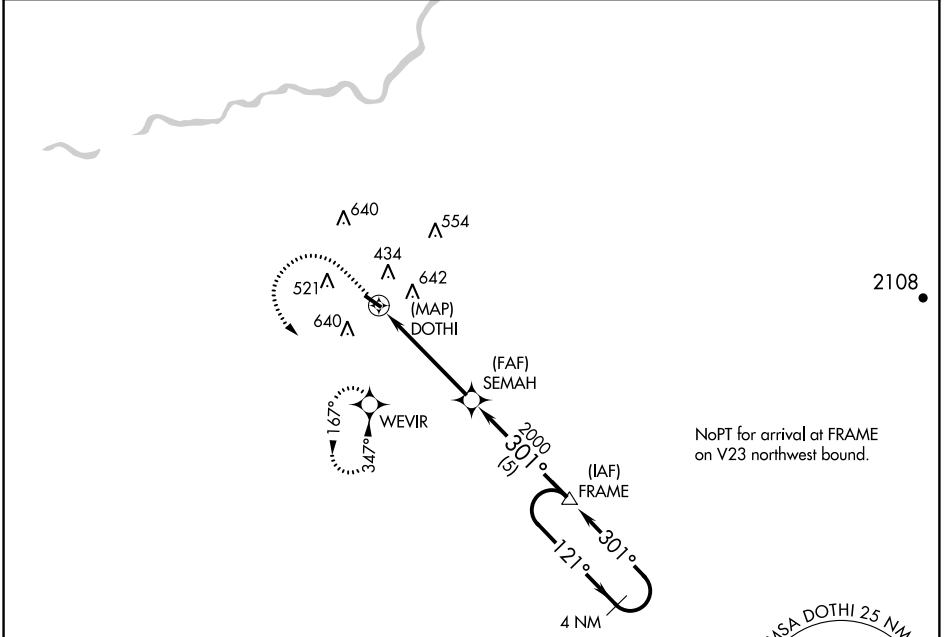 640
554
434
642
521
2108
(MAP)
DOTHI
640
(FAF)
SEMAH
WEVIR
167°
347°
2000
301°
(5)
NoPT for arrival at FRAME
on V23 northwest bound.
(IAF)
FRAME
301°
121°
4 NM
MSA DOTHI 25 NM